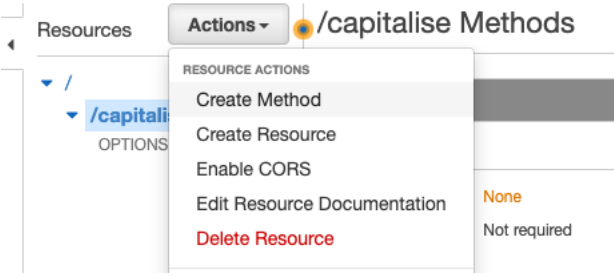 Resources
Actions
/capitalise Methods
RESOURCE ACTIONS
/
Create Method
/capitali
Create Resource
OPTIONS
Enable CORS
Edit Resource Documentation
None
Delete Resource
Not required